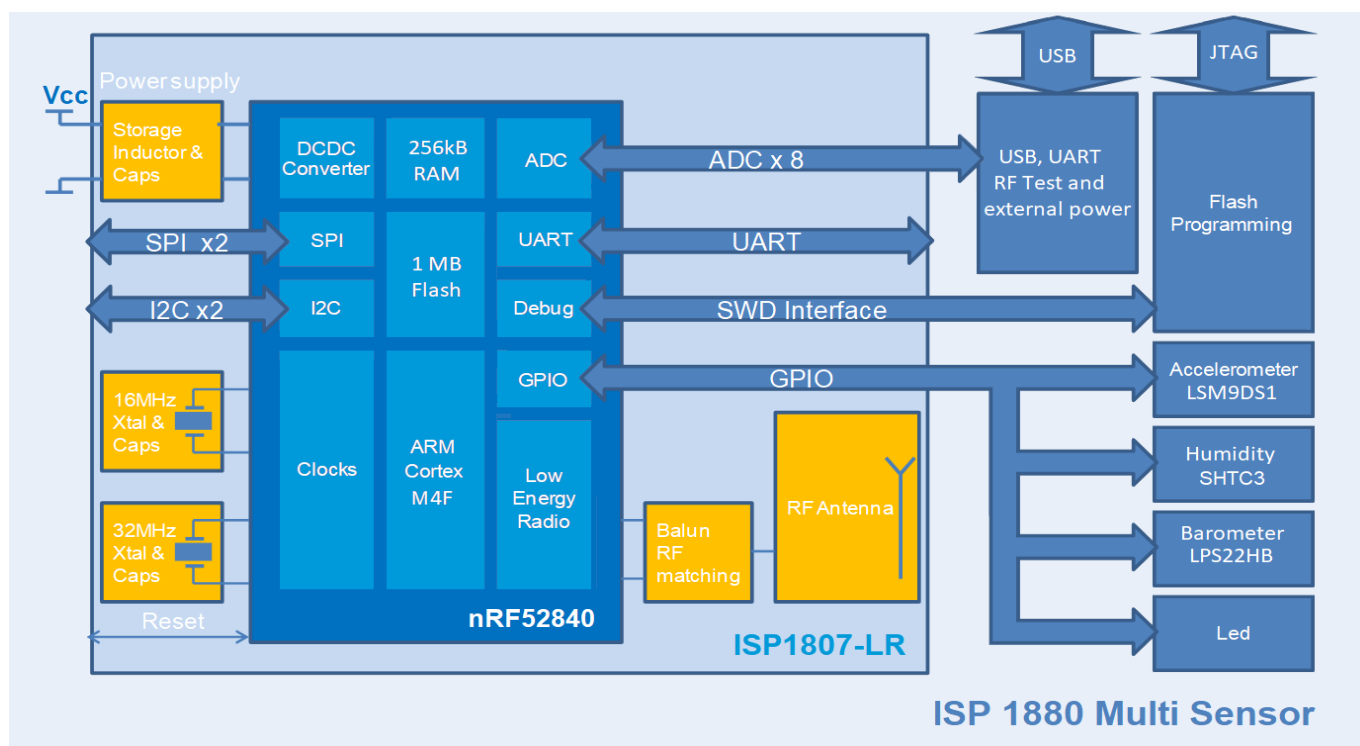 Power supply
Vcc
Storage
Inductor &
Caps
DCDC
Converter
256kB
RAM
ADC
ADC x 8
USB
JTAG
USB, UART
RF Test and
external power
Flash
Programming
SPI x2
SPI
1 MB
Flash
UART
UART
I2C x2
I2C
Debug
SWD Interface
GPIO
GPIO
Accelerometer
LSM9DS1
16MHz
Xtal &
Caps
Clocks
ARM
Cortex
M4F
Low
Energy
Radio
Humidity
SHTC3
32MHz
Xtal &
Caps
Balun
RF
matching
RF Antenna
Barometer
LPS22HB
Reset
nRF52840
ISP1807-LR
Led
ISP 1880 Multi Sensor